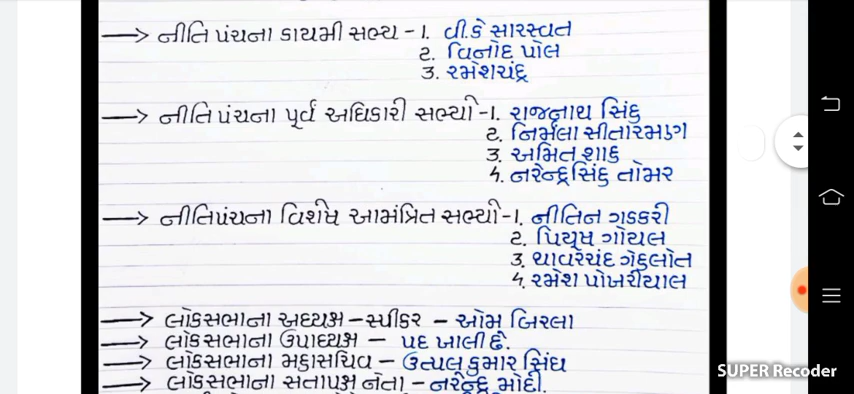 → નીતિપંચના કાયમી સભ્ય - 1. વી.કે સારસ્વત
2. વિનોદ પોલ
3. રમેશચંદ્ર
→ નીતિપંચના પૂર્વ અધિકારી સભ્યો - 1. રાજનાથ સિંહ
2. નિર્મલા સીતારમણ
3. અમિત શાહ
4. નરેન્દ્રસિંહ તોમર
→ નીતિપંચના વિશેષ આમંત્રિત સભ્યો - 1. નીતિન ગડકરી
2. પિયૂષ ગોયલ
3. થાવરચંદ ગેહલોત
4. રમેશ પોખરીયાલ
→ લોકસભાના અધ્યક્ષ - સ્પીકર - ઓમ બિરલા
→ લોકસભાના ઉપાધ્યક્ષ - પદ ખાલી છે.
→ લોકસભાના મહાસચિવ - ઉત્પલકુમાર સિંઘ
→ લોકસભાના સતાપક્ષ નેતા - નરેન્દ્ર મોદી.
SUPER Recoder